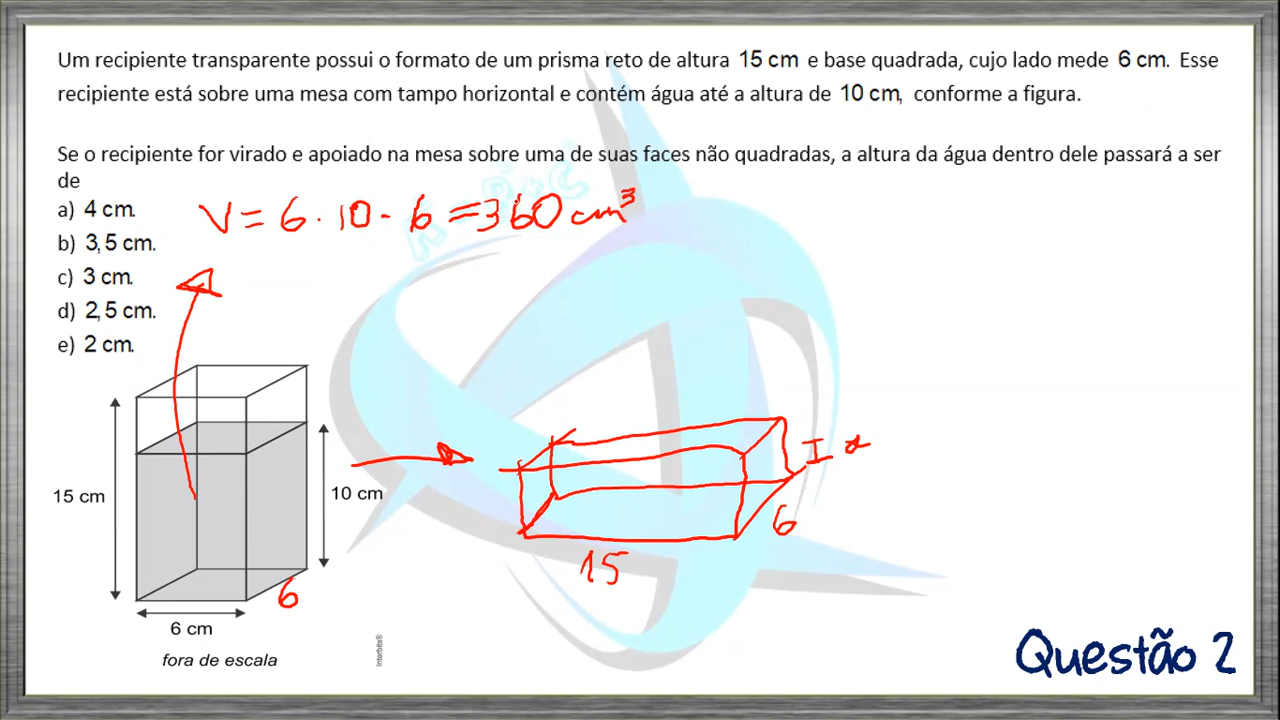 Um recipiente transparente possui o formato de um prisma reto de altura 15 cm e base quadrada, cujo lado mede 6 cm. Esse
recipiente está sobre uma mesa com tampo horizontal e contém água até a altura de 10 cm, conforme a figura.
Se o recipiente for virado e apoiado na mesa sobre uma de suas faces não quadradas, a altura da água dentro dele passará a ser
de
a) 4 cm.
V = 6 · 10 · 6 = 360 cm³
b) 3,5 cm.
c) 3 cm.
d) 2,5 cm.
e) 2 cm.
15 cm
10 cm
6
6 cm
fora de escala
Interbits®
6
15
Questão 2